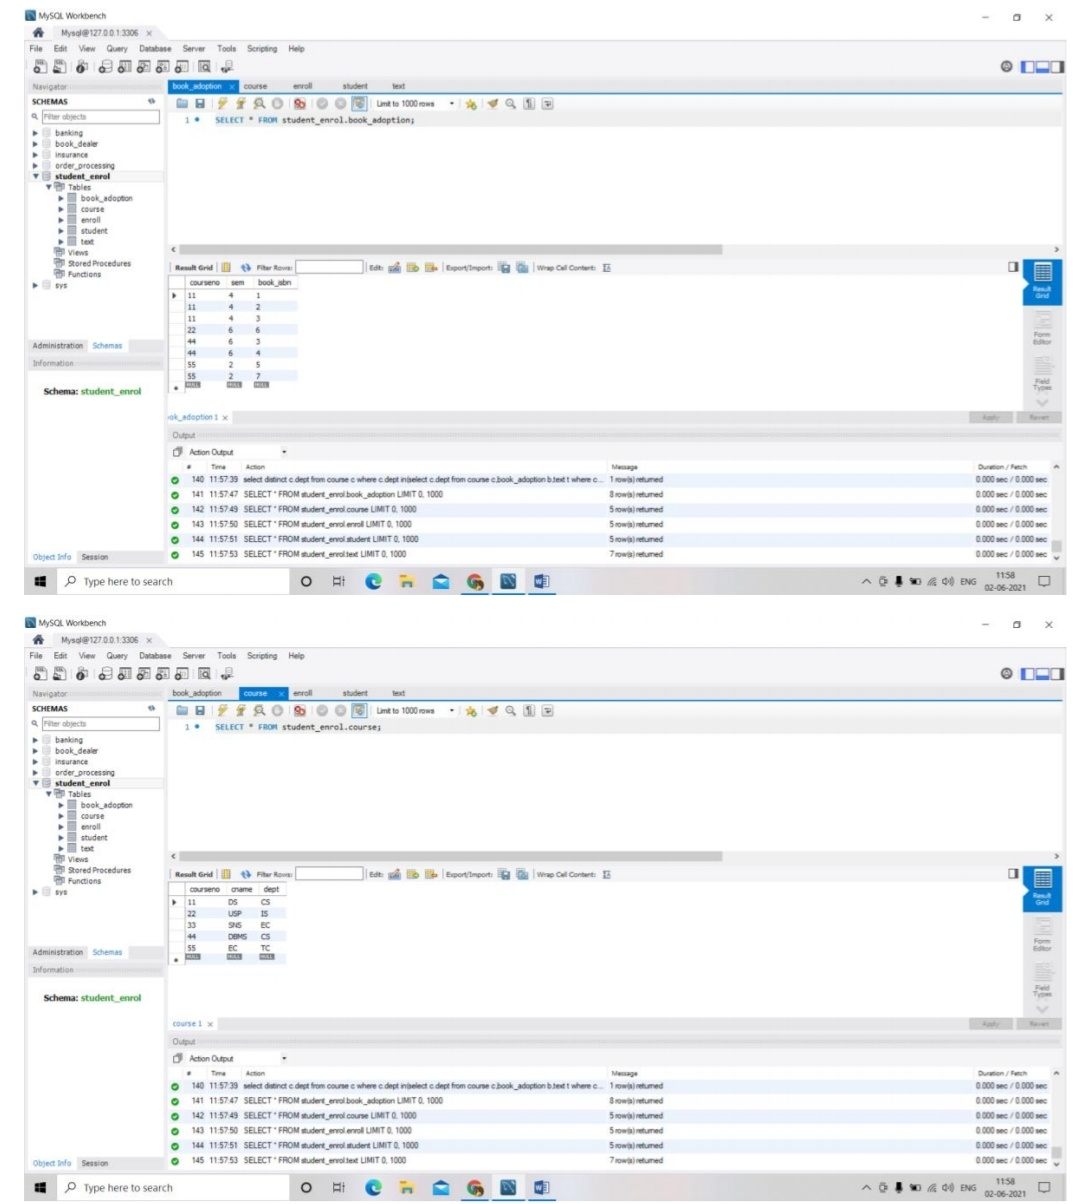 MySQL Workbench
Mysql@127.0.0.1:3306 ×
File Edit View Query Database Server Tools Scripting Help
Navigator
book_adoption × course enroll student text
SCHEMAS
Limit to 1000 rows
Filter objects
1 SELECT * FROM student_enrol.book_adoption;
banking
book_dealer
insurance
order_processing
student_enrol
Tables
book_adoption
course
enroll
student
text
Views
Stored Procedures
Functions
sys
Result Grid Filter Rows: Edit: Export/Import: Wrap Cell Content:
courseno sem book_isbn
11 4 1
11 4 2
11 4 3
22 6 6
44 6 3
44 6 4
55 2 5
55 2 7
NULL NULL NULL
Result Grid
Form Editor
Field Types
Administration Schemas
Information
Schema: student_enrol
ok_adoption 1 ×
Apply Revert
Output
Action Output
# Time Action Message Duration / Fetch
140 11:57:39 select distinct c.dept from course c where c.dept in(select c.dept from course c,book_adoption b,text t where c... 1 row(s) returned 0.000 sec / 0.000 sec
141 11:57:47 SELECT * FROM student_enrol.book_adoption LIMIT 0, 1000 8 row(s) returned 0.000 sec / 0.000 sec
142 11:57:49 SELECT * FROM student_enrol.course LIMIT 0, 1000 5 row(s) returned 0.000 sec / 0.000 sec
143 11:57:50 SELECT * FROM student_enrol.enroll LIMIT 0, 1000 5 row(s) returned 0.000 sec / 0.000 sec
144 11:57:51 SELECT * FROM student_enrol.student LIMIT 0, 1000 5 row(s) returned 0.000 sec / 0.000 sec
145 11:57:53 SELECT * FROM student_enrol.text LIMIT 0, 1000 7 row(s) returned 0.000 sec / 0.000 sec
Object Info Session
Type here to search
ENG
11:58
02-06-2021
MySQL Workbench
Mysql@127.0.0.1:3306 ×
File Edit View Query Database Server Tools Scripting Help
Navigator
book_adoption course × enroll student text
SCHEMAS
Limit to 1000 rows
Filter objects
1 SELECT * FROM student_enrol.course;
banking
book_dealer
insurance
order_processing
student_enrol
Tables
book_adoption
course
enroll
student
text
Views
Stored Procedures
Functions
sys
Result Grid Filter Rows: Edit: Export/Import: Wrap Cell Content:
courseno cname dept
11 DS CS
22 USP IS
33 SNS EC
44 DBMS CS
55 EC TC
NULL NULL NULL
Result Grid
Form Editor
Field Types
Administration Schemas
Information
Schema: student_enrol
course 1 ×
Apply Revert
Output
Action Output
# Time Action Message Duration / Fetch
140 11:57:39 select distinct c.dept from course c where c.dept in(select c.dept from course c,book_adoption b,text t where c... 1 row(s) returned 0.000 sec / 0.000 sec
141 11:57:47 SELECT * FROM student_enrol.book_adoption LIMIT 0, 1000 8 row(s) returned 0.000 sec / 0.000 sec
142 11:57:49 SELECT * FROM student_enrol.course LIMIT 0, 1000 5 row(s) returned 0.000 sec / 0.000 sec
143 11:57:50 SELECT * FROM student_enrol.enroll LIMIT 0, 1000 5 row(s) returned 0.000 sec / 0.000 sec
144 11:57:51 SELECT * FROM student_enrol.student LIMIT 0, 1000 5 row(s) returned 0.000 sec / 0.000 sec
145 11:57:53 SELECT * FROM student_enrol.text LIMIT 0, 1000 7 row(s) returned 0.000 sec / 0.000 sec
Object Info Session
Type here to search
ENG
11:58
02-06-2021